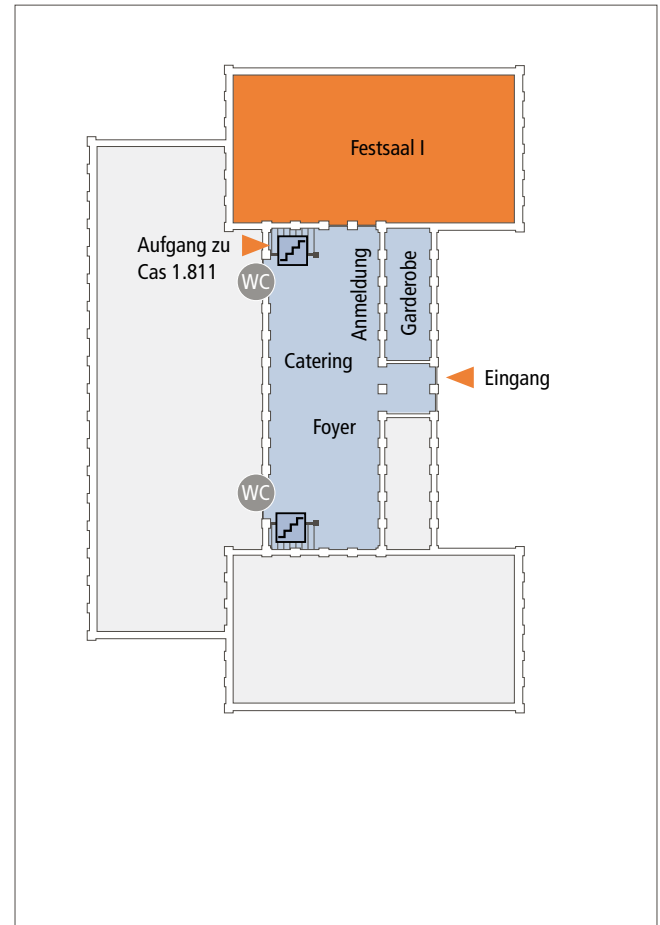 Festsaal I
Aufgang zu
Cas 1.811
WC
Anmeldung
Garderobe
Catering
Eingang
Foyer
WC